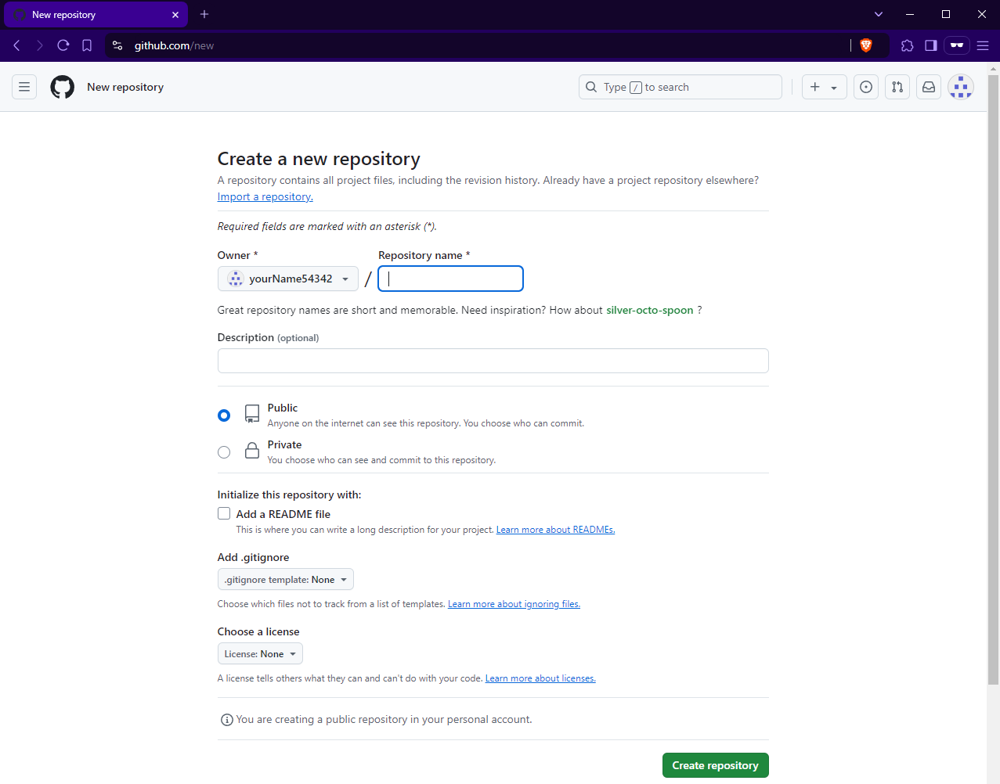 New repository
github.com/new
New repository
Type / to search
Create a new repository
A repository contains all project files, including the revision history. Already have a project repository elsewhere?
Import a repository.
Required fields are marked with an asterisk (*).
Owner *
Repository name *
yourName54342
/
Great repository names are short and memorable. Need inspiration? How about silver-octo-spoon ?
Description (optional)
Public
Anyone on the internet can see this repository. You choose who can commit.
Private
You choose who can see and commit to this repository.
Initialize this repository with:
Add a README file
This is where you can write a long description for your project. Learn more about READMEs.
Add .gitignore
.gitignore template: None
Choose which files not to track from a list of templates. Learn more about ignoring files.
Choose a license
License: None
A license tells others what they can and can't do with your code. Learn more about licenses.
You are creating a public repository in your personal account.
Create repository